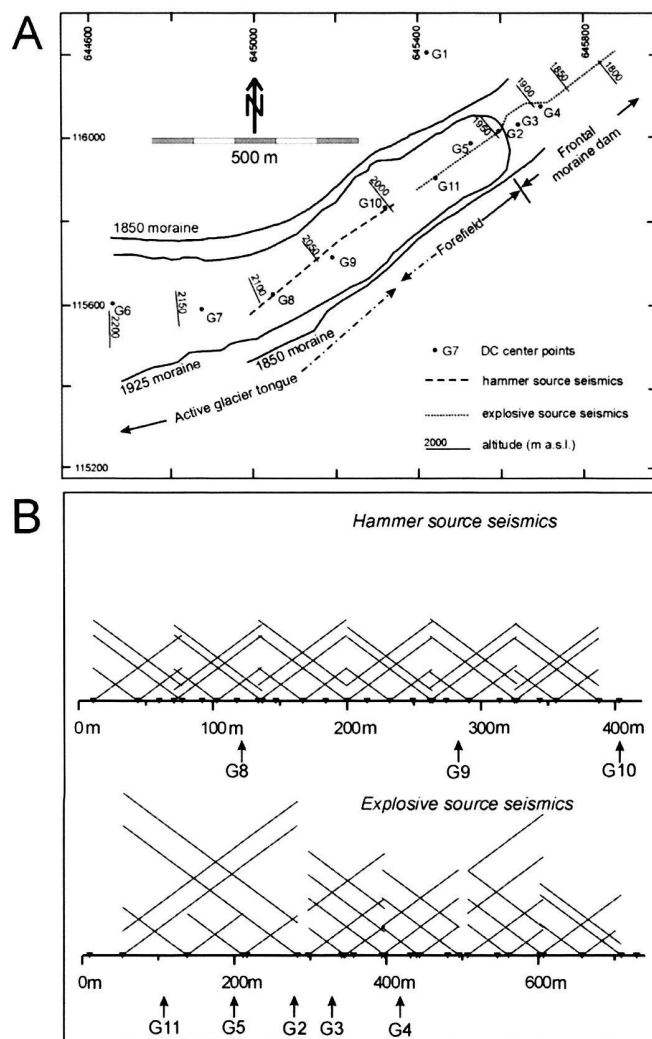 A
644600
645000
645400
645800
G1
N
500 m
116000
1800
1850
1900
1950
G4
G3
G2
G5
G11
Frontal
moraine dam
Forefield
2000
G10
1850 moraine
2050
G9
2100
G8
115600
G6
2200
2150
G7
1850 moraine
1925 moraine
Active glacier tongue
115200
G7 DC center points
hammer source seismics
explosive source seismics
2000 altitude (m a.s.l.)
B
Hammer source seismics
0m 100m 200m 300m 400m
G8 G9 G10
Explosive source seismics
0m 200m 400m 600m
G11 G5 G2 G3 G4